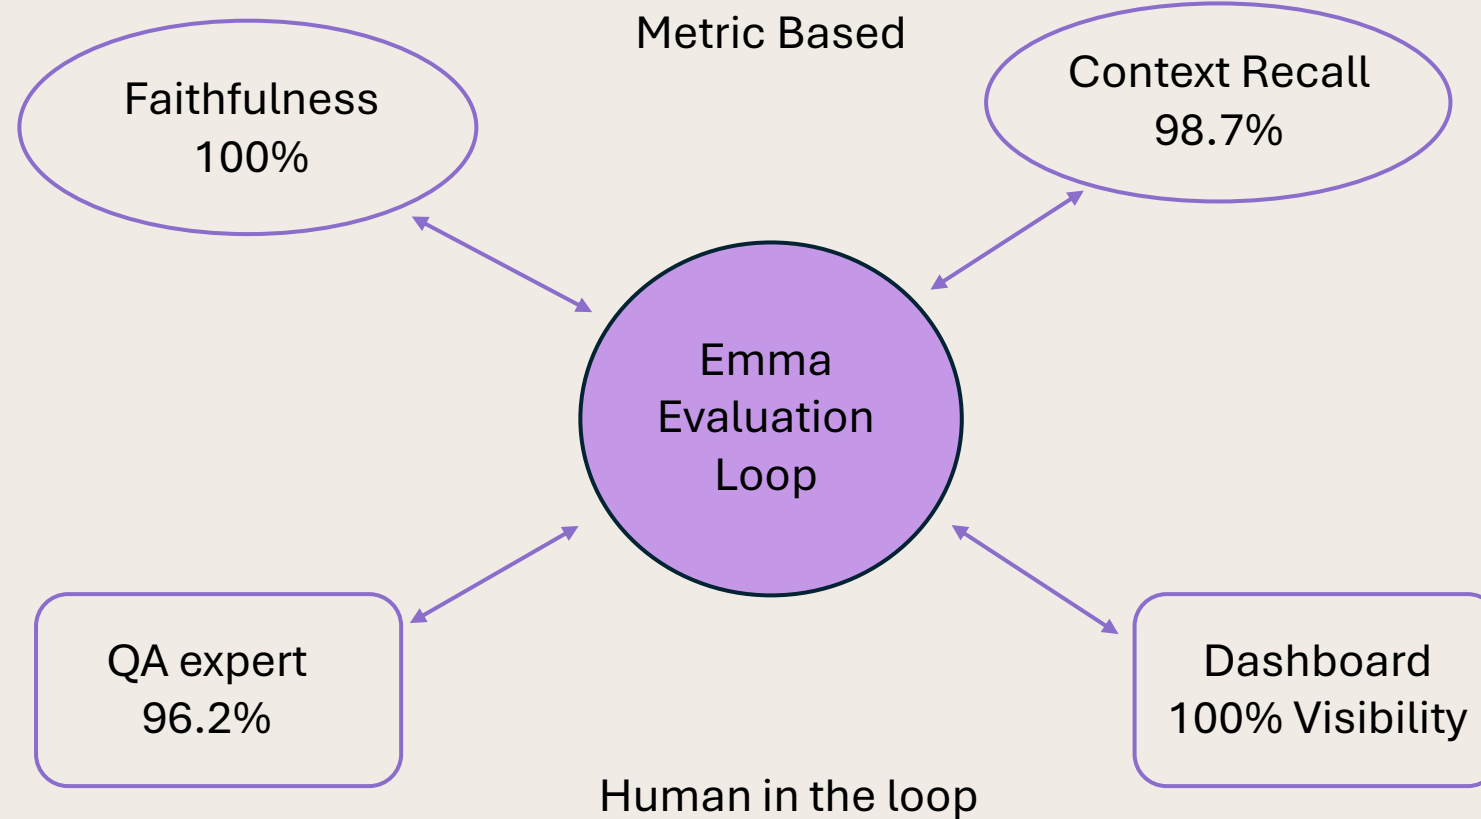 Metric Based
Faithfulness
100%
Context Recall
98.7%
Emma
Evaluation
Loop
QA expert
96.2%
Dashboard
100% Visibility
Human in the loop